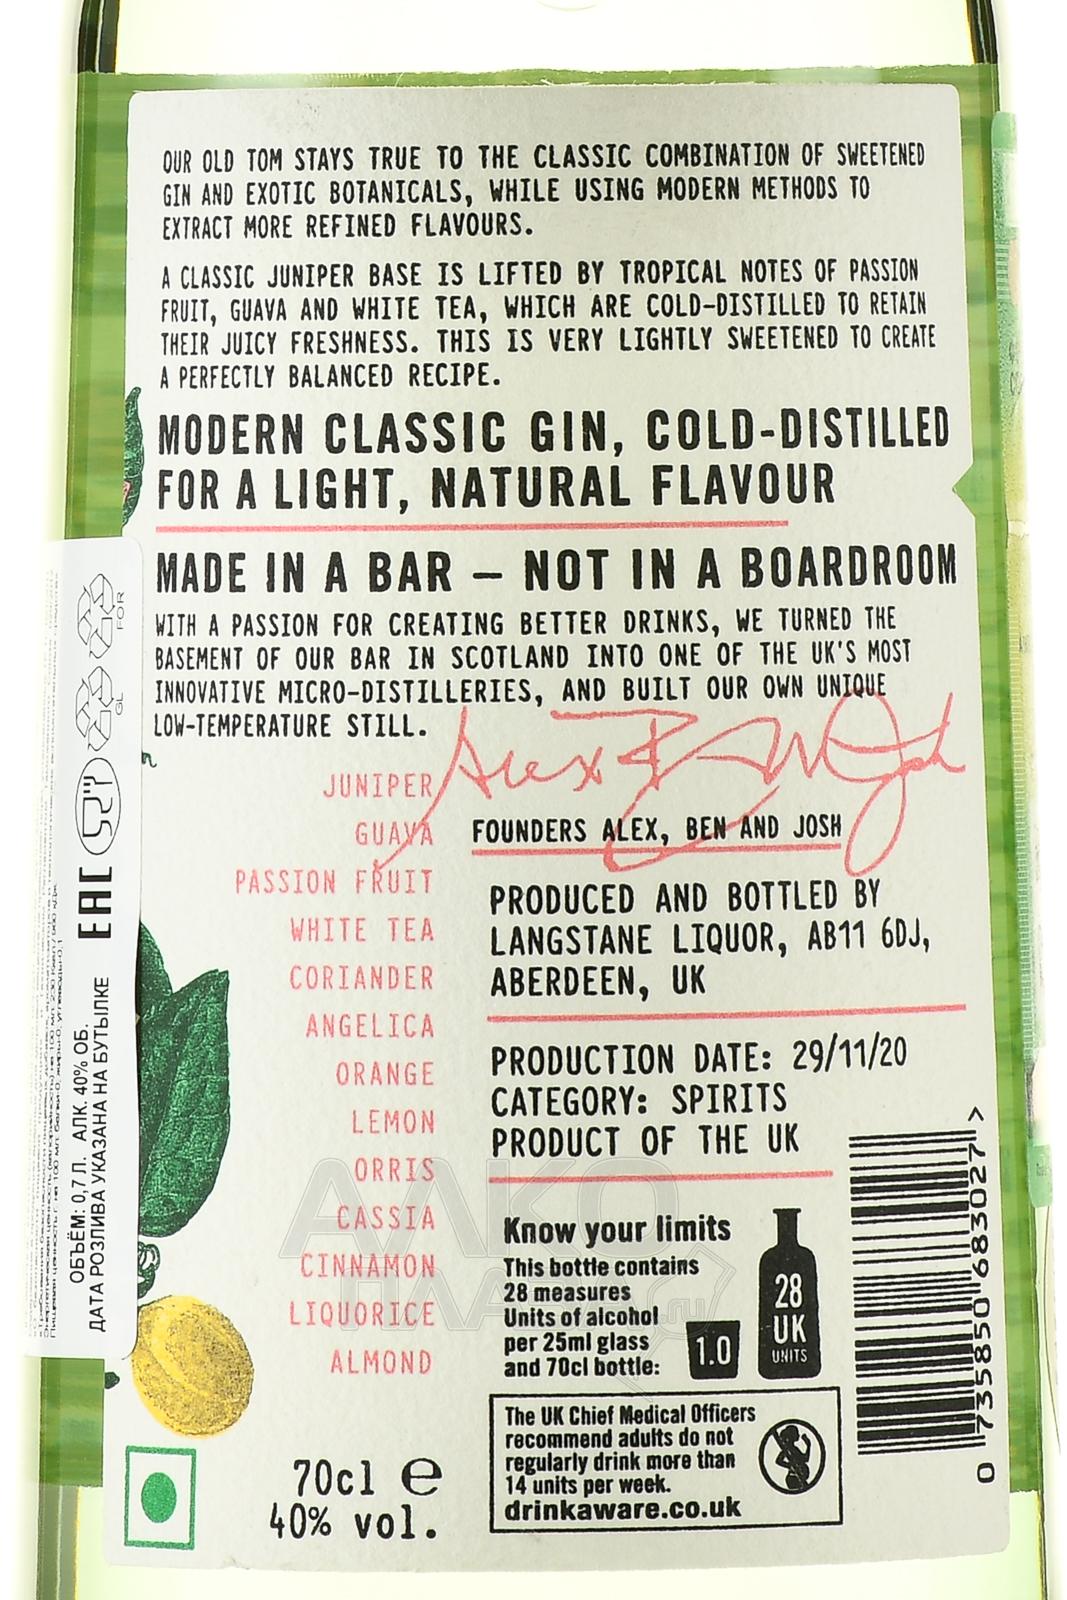 OUR OLD TOM STAYS TRUE TO THE CLASSIC COMBINATION OF SWEETENED
GIN AND EXOTIC BOTANICALS, WHILE USING MODERN METHODS TO
EXTRACT MORE REFINED FLAVOURS.
A CLASSIC JUNIPER BASE IS LIFTED BY TROPICAL NOTES OF PASSION
FRUIT, GUAVA AND WHITE TEA, WHICH ARE COLD-DISTILLED TO RETAIN
THEIR JUICY FRESHNESS. THIS IS VERY LIGHTLY SWEETENED TO CREATE
A PERFECTLY BALANCED RECIPE.
MODERN CLASSIC GIN, COLD-DISTILLED
FOR A LIGHT, NATURAL FLAVOUR
MADE IN A BAR – NOT IN A BOARDROOM
WITH A PASSION FOR CREATING BETTER DRINKS, WE TURNED THE
BASEMENT OF OUR BAR IN SCOTLAND INTO ONE OF THE UK'S MOST
INNOVATIVE MICRO-DISTILLERIES, AND BUILT OUR OWN UNIQUE
LOW-TEMPERATURE STILL.
Alex B Josh
JUNIPER
GUAVA
PASSION FRUIT
WHITE TEA
CORIANDER
ANGELICA
ORANGE
LEMON
ORRIS
CASSIA
CINNAMON
LIQUORICE
ALMOND
70cl e
40% vol.
FOUNDERS ALEX, BEN AND JOSH
PRODUCED AND BOTTLED BY
LANGSTANE LIQUOR, AB11 6DJ,
ABERDEEN, UK
PRODUCTION DATE: 29/11/20
CATEGORY: SPIRITS
PRODUCT OF THE UK
Know your limits
This bottle contains
28 measures
Units of alcohol
per 25ml glass
and 70cl bottle:
1.0
28
UK
UNITS
The UK Chief Medical Officers
recommend adults do not
regularly drink more than
14 units per week.
drinkaware.co.uk
0 735850 683027 >
FOR
GL
EAC
ОБЪЁМ: 0,7 Л. АЛК. 40% ОБ.
ДАТА РОЗЛИВА УКАЗАНА НА БУТЫЛКЕ
АЛКО
ПЛАЗА.ru